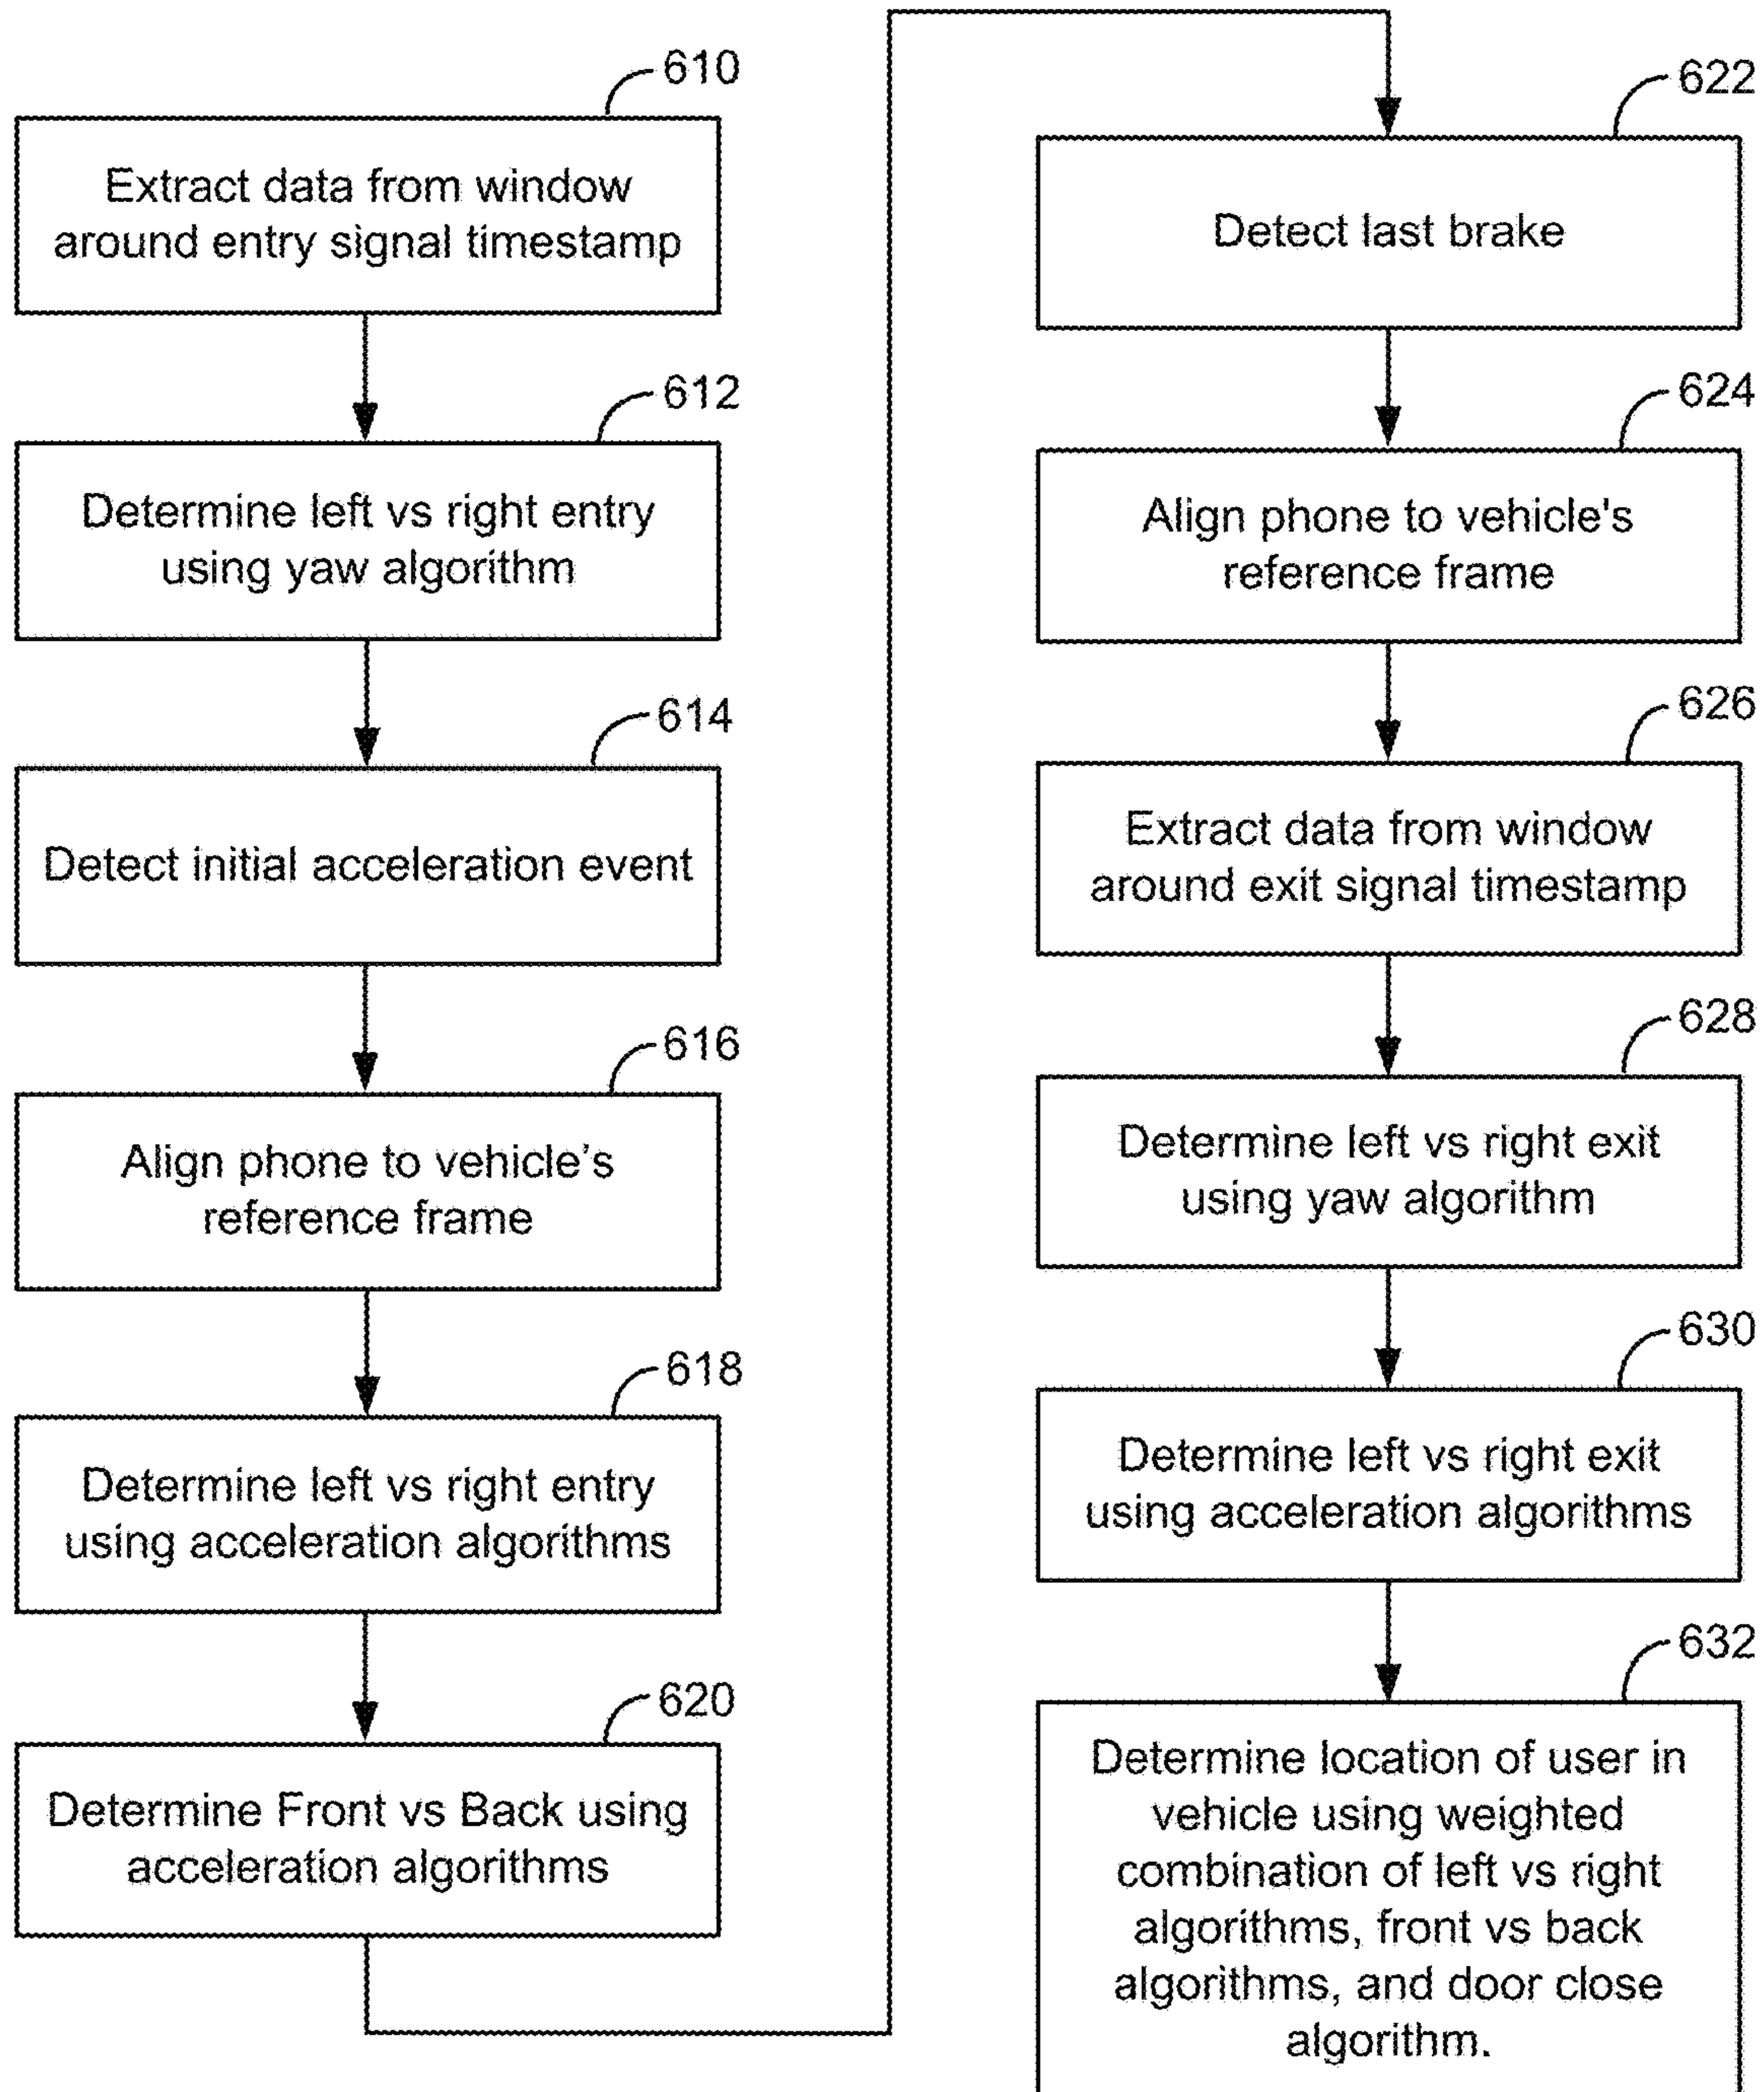 610
Extract data from window
around entry signal timestamp
612
Determine left vs right entry
using yaw algorithm
614
Detect initial acceleration event
616
Align phone to vehicle’s
reference frame
618
Determine left vs right entry
using acceleration algorithms
620
Determine Front vs Back using
acceleration algorithms
622
Detect last brake
624
Align phone to vehicle's
reference frame
626
Extract data from window
around exit signal timestamp
628
Determine left vs right exit
using yaw algorithm
630
Determine left vs right exit
using acceleration algorithms
632
Determine location of user in
vehicle using weighted
combination of left vs right
algorithms, front vs back
algorithms, and door close
algorithm.